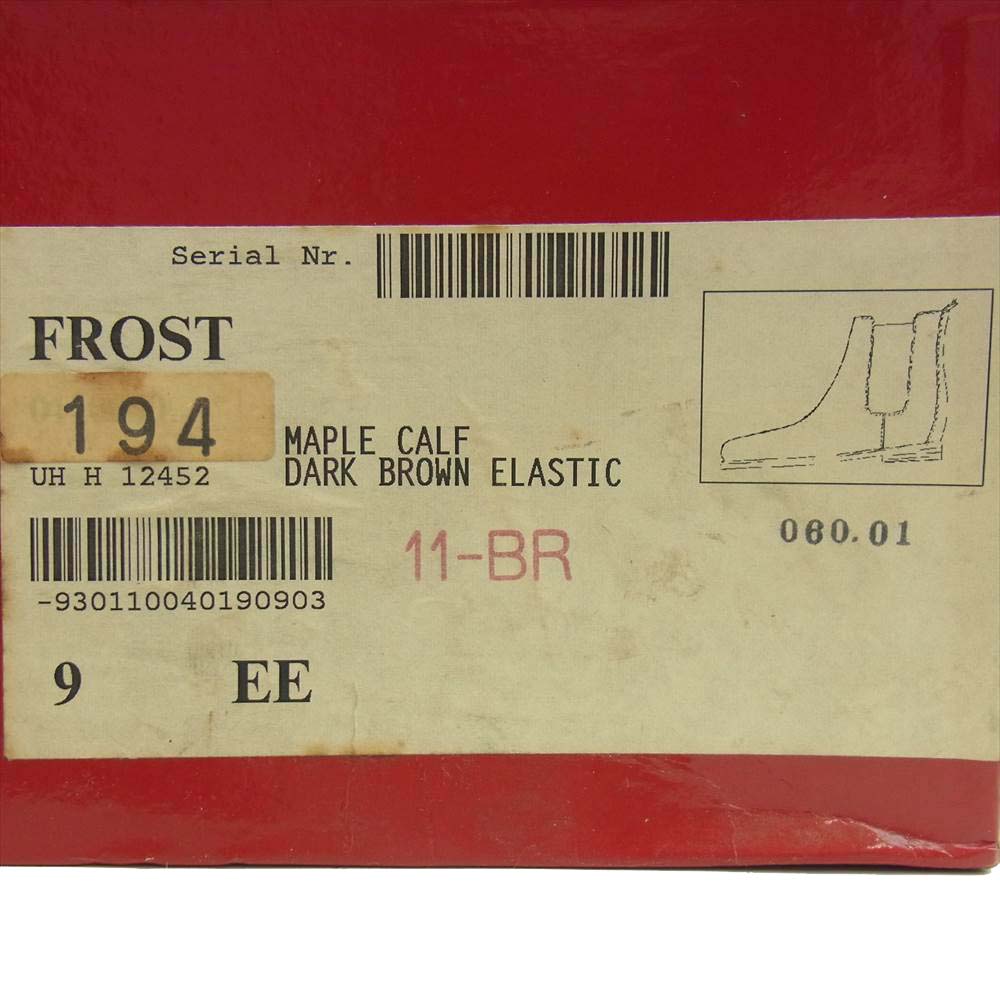 Serial Nr.
FROST
194
MAPLE CALF
UH H 12452
DARK BROWN ELASTIC
11-BR
060.01
-930110040190903
9 EE